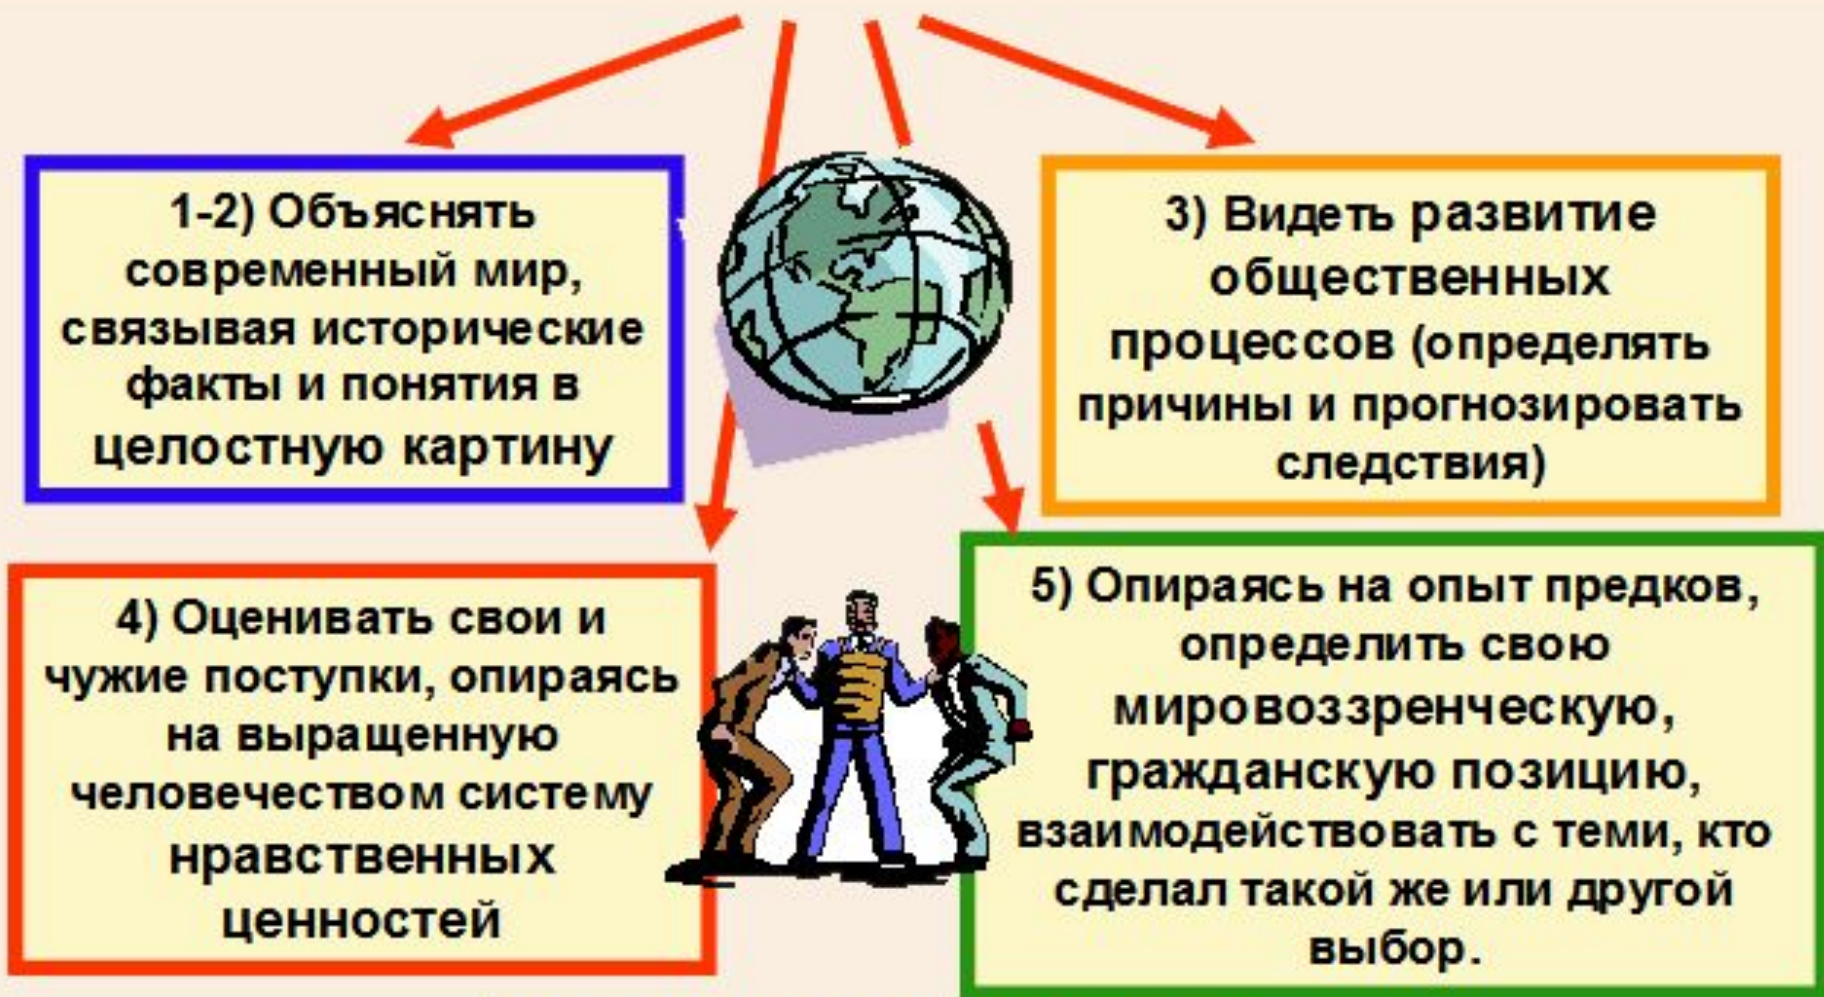 1-2) Объяснять
современный мир,
связывая исторические
факты и понятия в
целостную картину
3) Видеть развитие
общественных
процессов (определять
причины и прогнозировать
следствия)
4) Оценивать свои и
чужие поступки, опираясь
на выращенную
человечеством систему
нравственных
ценностей
5) Опираясь на опыт предков,
определить свою
мировоззренческую,
гражданскую позицию,
взаимодействовать с теми, кто
сделал такой же или другой
выбор.